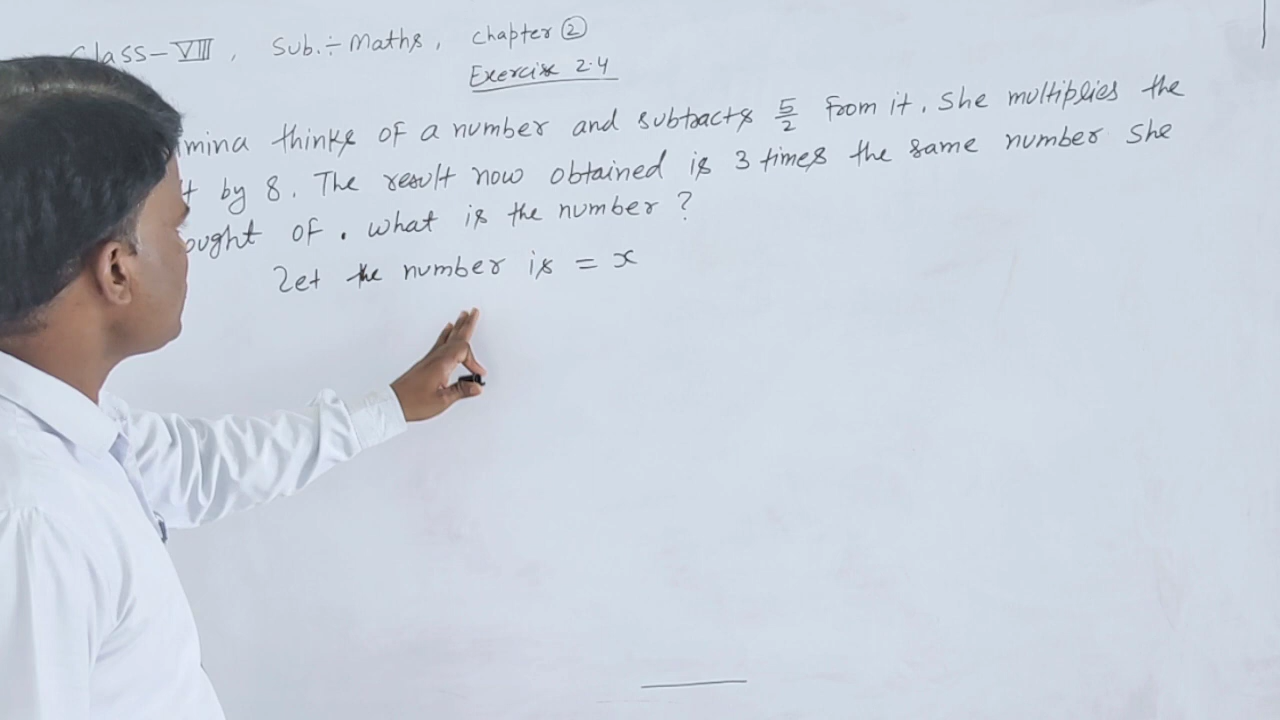 Class-VIII, Sub.÷Maths, Chapter ②
Exercise 2.4
mina thinks of a number and subtracts 5/2 from it. She multiplies the
t by 8. The result now obtained is 3 times the same number She
ought of. what is the number?
Let the number is = x